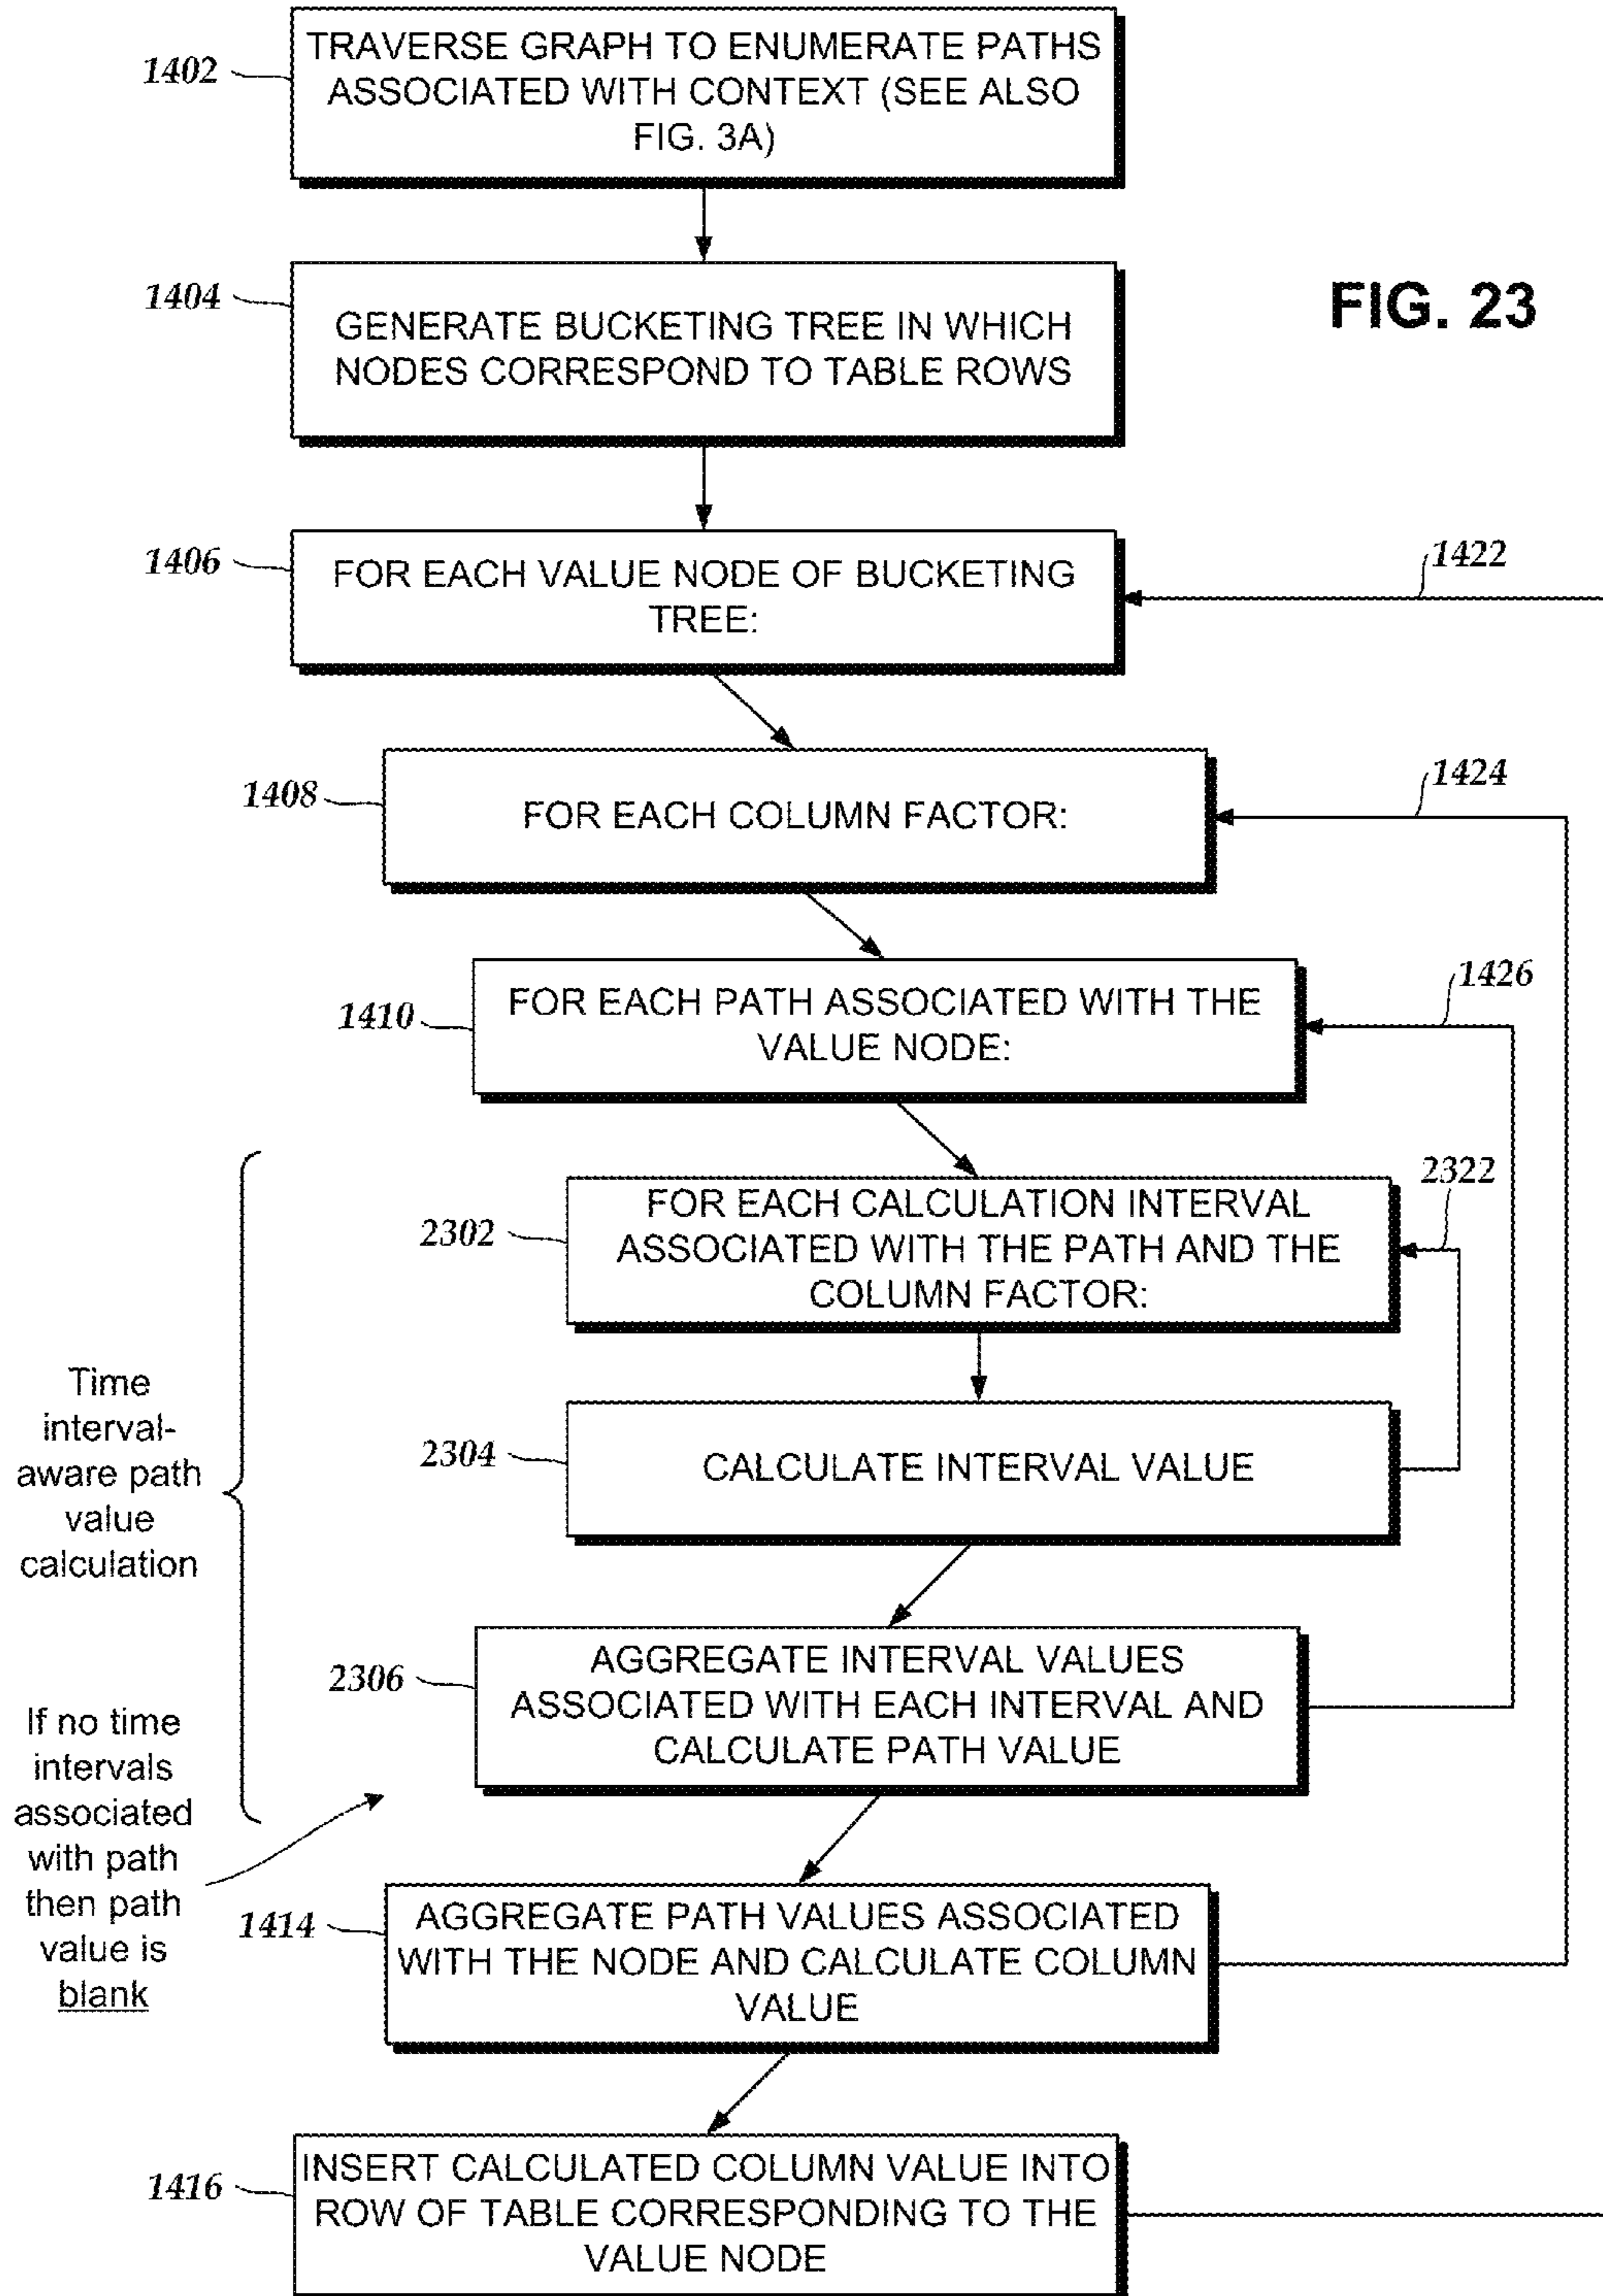 1402
TRAVERSE GRAPH TO ENUMERATE PATHS
ASSOCIATED WITH CONTEXT (SEE ALSO
FIG. 3A)
1404
GENERATE BUCKETING TREE IN WHICH
NODES CORRESPOND TO TABLE ROWS
FIG. 23
1406
FOR EACH VALUE NODE OF BUCKETING
TREE:
1422
1408
FOR EACH COLUMN FACTOR:
1424
1410
FOR EACH PATH ASSOCIATED WITH THE
VALUE NODE:
1426
2302
FOR EACH CALCULATION INTERVAL
ASSOCIATED WITH THE PATH AND THE
COLUMN FACTOR:
2322
Time
interval-
aware path
value
calculation
2304
CALCULATE INTERVAL VALUE
2306
AGGREGATE INTERVAL VALUES
ASSOCIATED WITH EACH INTERVAL AND
CALCULATE PATH VALUE
If no time
intervals
associated
with path
then path
value is
blank
1414
AGGREGATE PATH VALUES ASSOCIATED
WITH THE NODE AND CALCULATE COLUMN
VALUE
1416
INSERT CALCULATED COLUMN VALUE INTO
ROW OF TABLE CORRESPONDING TO THE
VALUE NODE